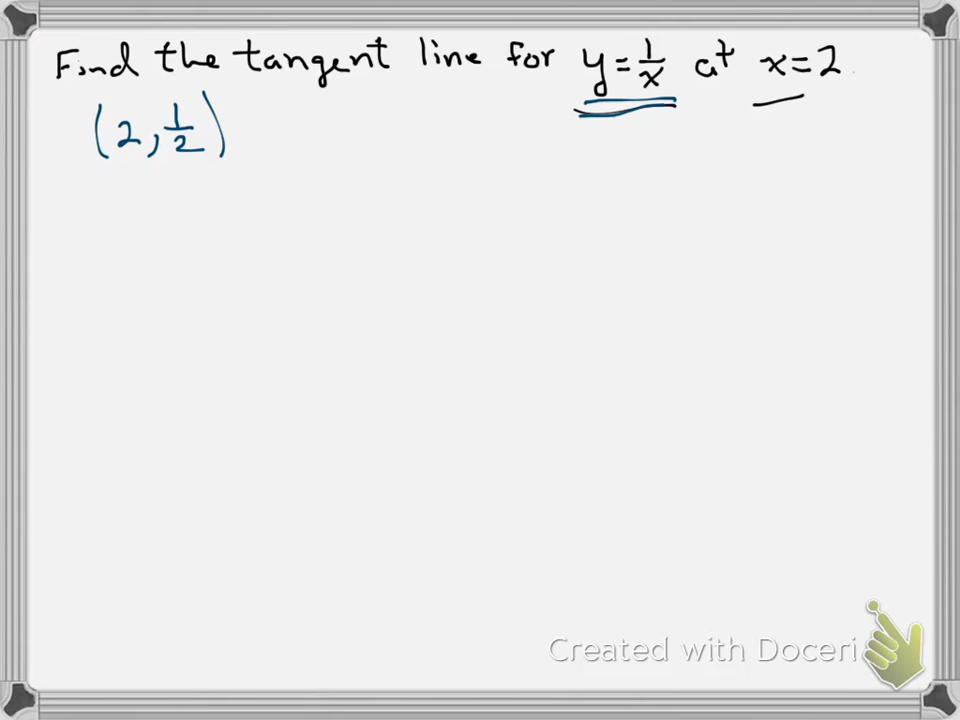 Find the tangent line for y = 1/x at x = 2
(2, 1/2)
Created with Doceri